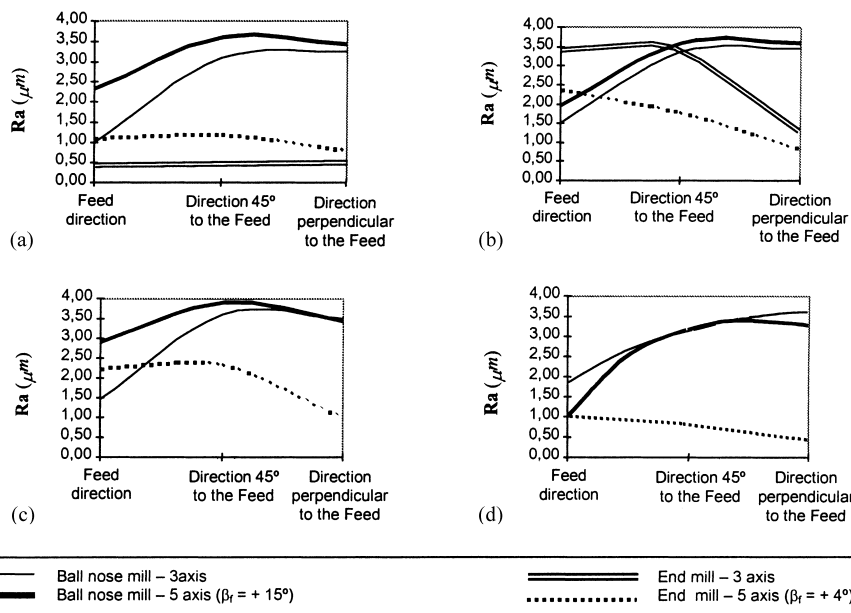 4,00
3,50
3,00
2,50
2,00
1,50
1,00
0,50
0,00
Ra (μm)
Feed
direction
Direction 45º
to the Feed
Direction
perpendicular
to the Feed
(a)
4,00
3,50
3,00
2,50
2,00
1,50
1,00
0,50
0,00
Ra (μm)
Feed
direction
Direction 45º
to the Feed
Direction
perpendicular
to the Feed
(b)
4,00
3,50
3,00
2,50
2,00
1,50
1,00
0,50
0,00
Ra (μm)
Feed
direction
Direction 45º
to the Feed
Direction
perpendicular
to the Feed
(c)
4,00
3,50
3,00
2,50
2,00
1,50
1,00
0,50
0,00
Ra (μm)
Feed
direction
Direction 45º
to the Feed
Direction
perpendicular
to the Feed
(d)
Ball nose mill – 3axis
Ball nose mill – 5 axis (βf = + 15º)
End mill – 3 axis
End mill – 5 axis (βf = + 4º)